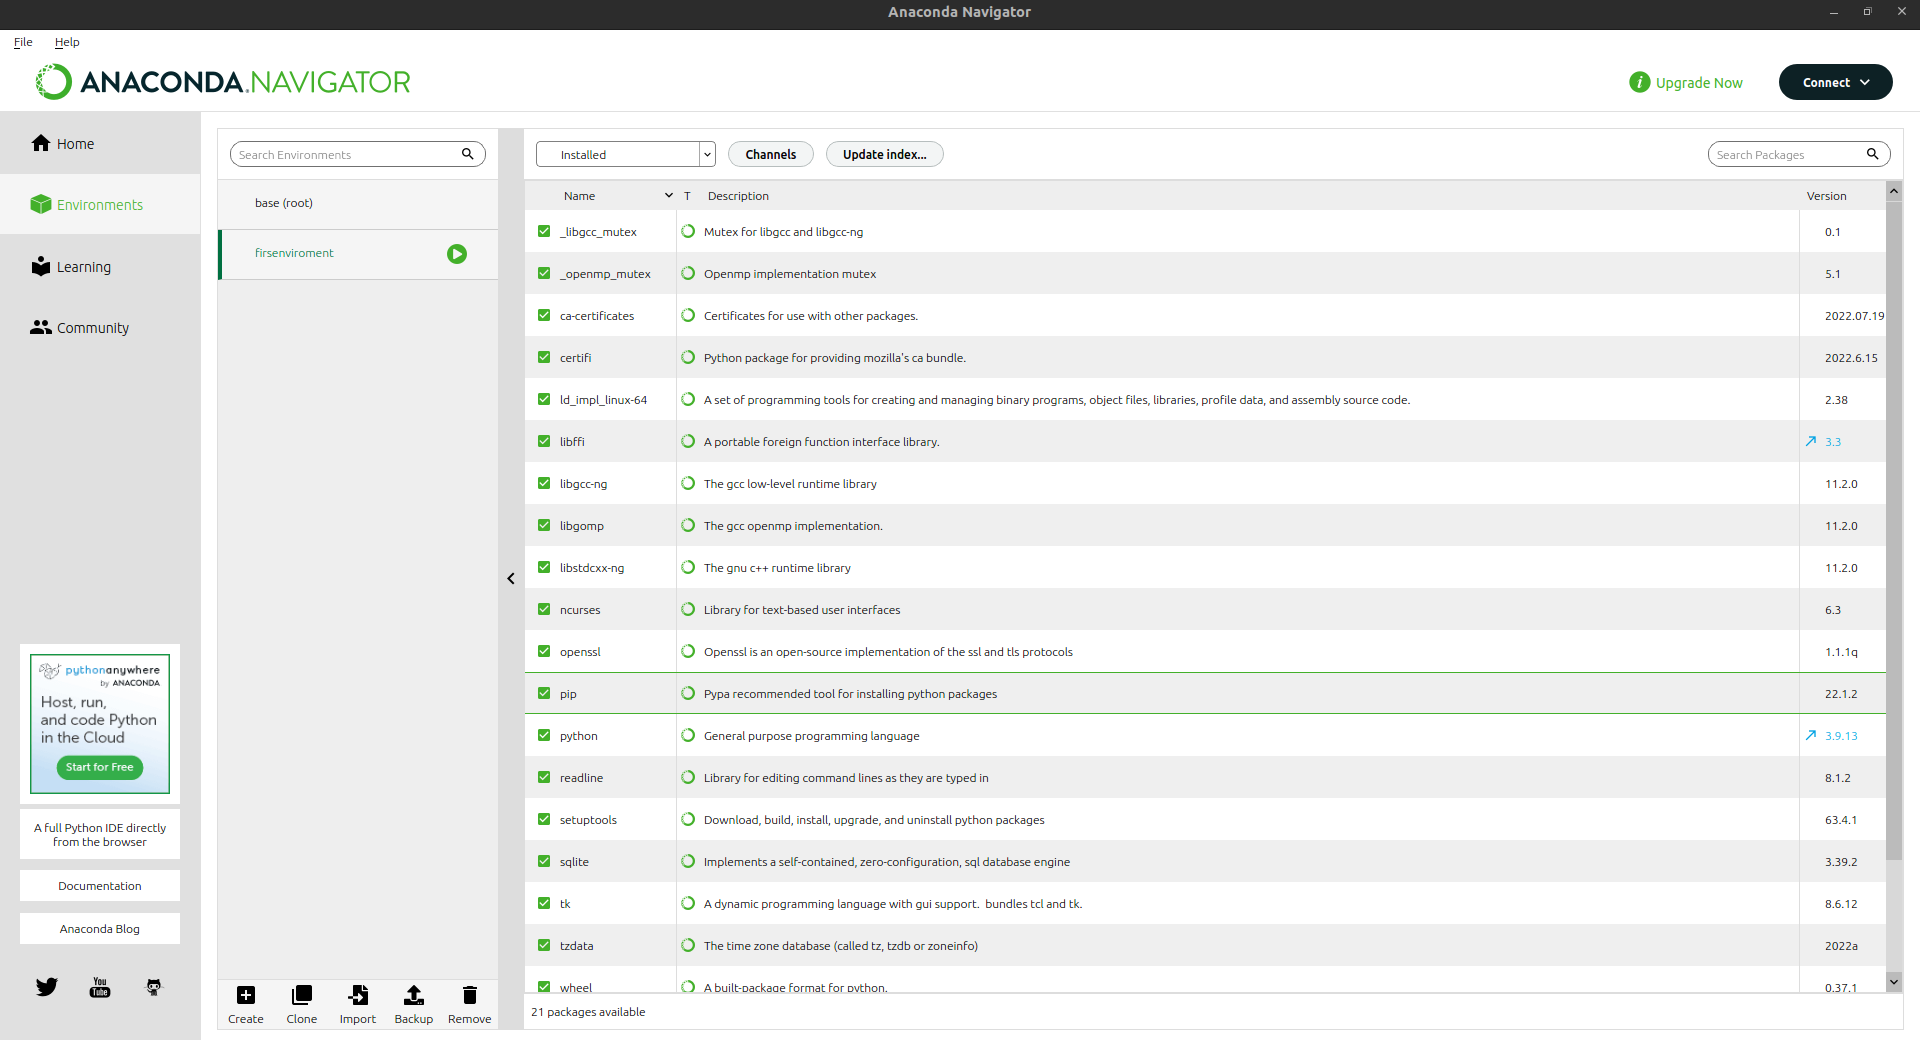 Anaconda Navigator
File Help
ANACONDA.NAVIGATOR
i Upgrade Now
Connect
Home
Environments
Learning
Community
pythonanywhere
by ANACONDA
Host, run,
and code Python
in the Cloud
Start for Free
A full Python IDE directly
from the browser
Documentation
Anaconda Blog
You
Tube
Search Environments
base (root)
firsenviroment
Create Clone Import Backup Remove
Installed Channels Update index... Search Packages
Name T Description Version
_libgcc_mutex Mutex for libgcc and libgcc-ng 0.1
_openmp_mutex Openmp implementation mutex 5.1
ca-certificates Certificates for use with other packages. 2022.07.19
certifi Python package for providing mozilla's ca bundle. 2022.6.15
ld_impl_linux-64 A set of programming tools for creating and managing binary programs, object files, libraries, profile data, and assembly source code. 2.38
libffi A portable foreign function interface library. 3.3
libgcc-ng The gcc low-level runtime library 11.2.0
libgomp The gcc openmp implementation. 11.2.0
libstdcxx-ng The gnu c++ runtime library 11.2.0
ncurses Library for text-based user interfaces 6.3
openssl Openssl is an open-source implementation of the ssl and tls protocols 1.1.1q
pip Pypa recommended tool for installing python packages 22.1.2
python General purpose programming language 3.9.13
readline Library for editing command lines as they are typed in 8.1.2
setuptools Download, build, install, upgrade, and uninstall python packages 63.4.1
sqlite Implements a self-contained, zero-configuration, sql database engine 3.39.2
tk A dynamic programming language with gui support. bundles tcl and tk. 8.6.12
tzdata The time zone database (called tz, tzdb or zoneinfo) 2022a
wheel A built-package format for python. 0.37.1
21 packages available